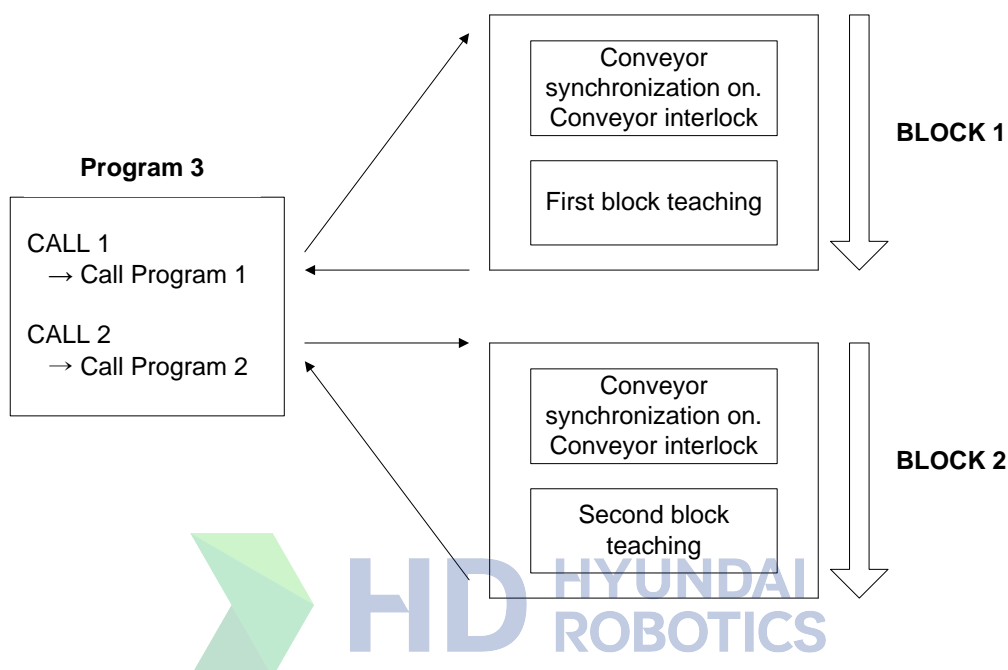 Program 3
CALL 1
→ Call Program 1
CALL 2
→ Call Program 2
Conveyor
synchronization on.
Conveyor interlock
First block teaching
BLOCK 1
Conveyor
synchronization on.
Conveyor interlock
Second block
teaching
BLOCK 2
HD HYUNDAI
ROBOTICS